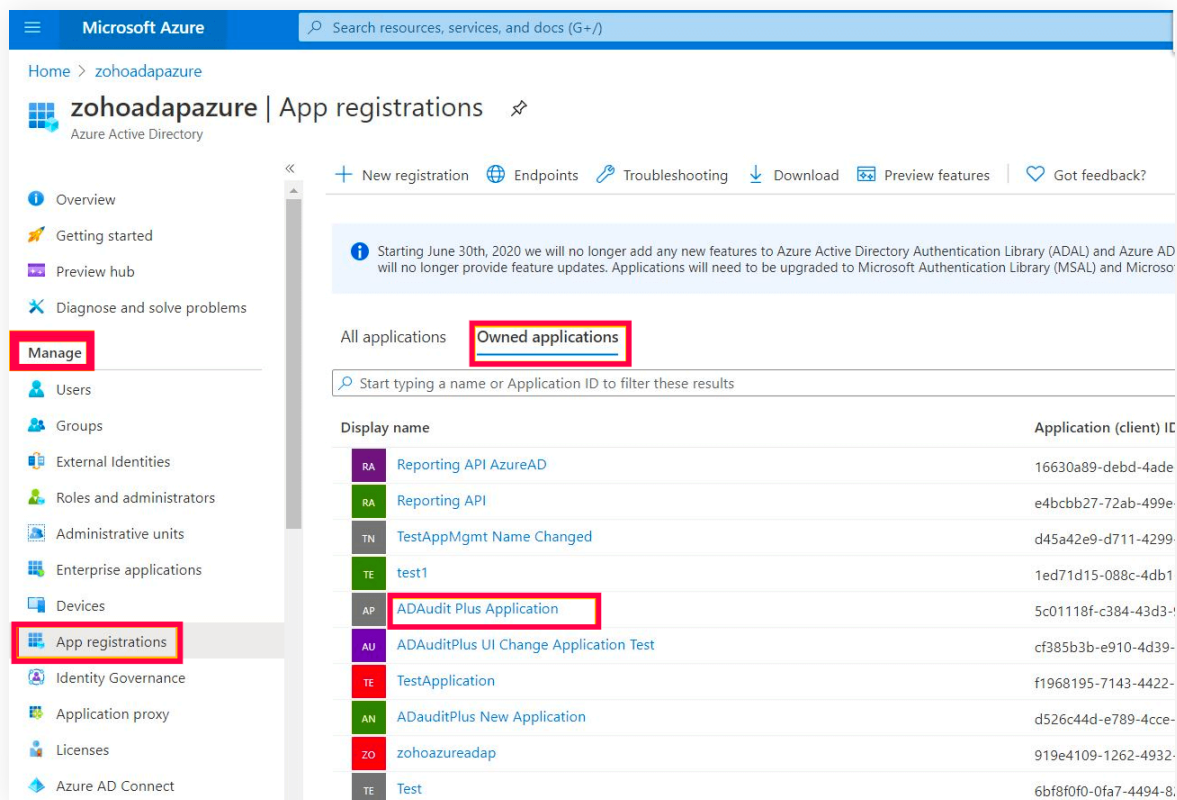 Microsoft Azure
Search resources, services, and docs (G+/)
Home > zohoadapazure
zohoadapazure | App registrations
Azure Active Directory
«
Overview
Getting started
Preview hub
Diagnose and solve problems
Manage
Users
Groups
External Identities
Roles and administrators
Administrative units
Enterprise applications
Devices
App registrations
Identity Governance
Application proxy
Licenses
Azure AD Connect
New registration Endpoints Troubleshooting Download Preview features Got feedback?
Starting June 30th, 2020 we will no longer add any new features to Azure Active Directory Authentication Library (ADAL) and Azure AD
will no longer provide feature updates. Applications will need to be upgraded to Microsoft Authentication Library (MSAL) and Microso
All applications Owned applications
Start typing a name or Application ID to filter these results
Display name Application (client) ID
RA Reporting API AzureAD 16630a89-debd-4ade
RA Reporting API e4bcbb27-72ab-499e-
TN TestAppMgmt Name Changed d45a42e9-d711-4299-
TE test1 1ed71d15-088c-4db1
AP ADAudit Plus Application 5c01118f-c384-43d3-
AU ADAuditPlus UI Change Application Test cf385b3b-e910-4d39-
TE TestApplication f1968195-7143-4422-
AN ADauditPlus New Application d526c44d-e789-4cce-
ZO zohoazureadap 919e4109-1262-4932-
TE Test 6bf8f0f0-0fa7-4494-8